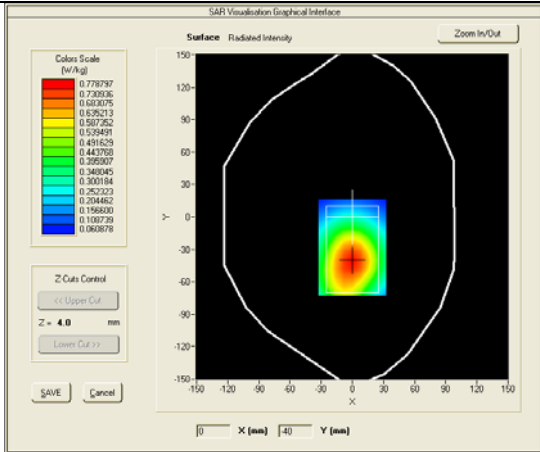 SAR Visualisation Graphical Interface
Surface Radiated Intensity
Zoom In/Out
Colors Scale
(W/kg)
0.778797
0.730936
0.683075
0.635213
0.587352
0.539491
0.491629
0.443768
0.395907
0.348045
0.300184
0.252323
0.204462
0.156600
0.108739
0.060878
150-
120-
90-
60-
30-
0-
-30-
-60-
-90-
-120-
-150-
Y
-150 -120 -90 -60 -30 0 30 60 90 120 150
X
Z Cuts Control
<< Upper Cut
Z = 4.0 mm
Lower Cut >>
SAVE Cancel
0 X (mm) -40 Y (mm)